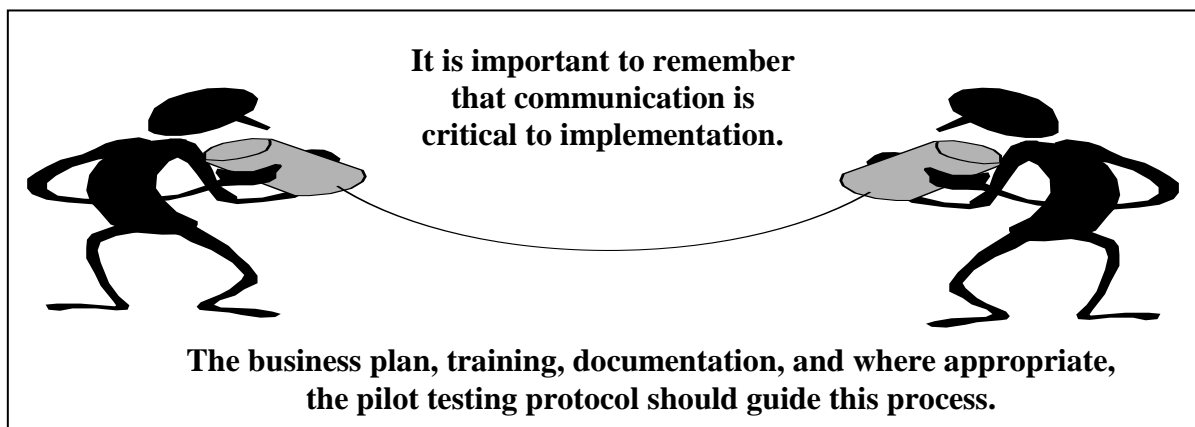 It is important to remember
that communication is
critical to implementation.
The business plan, training, documentation, and where appropriate,
the pilot testing protocol should guide this process.